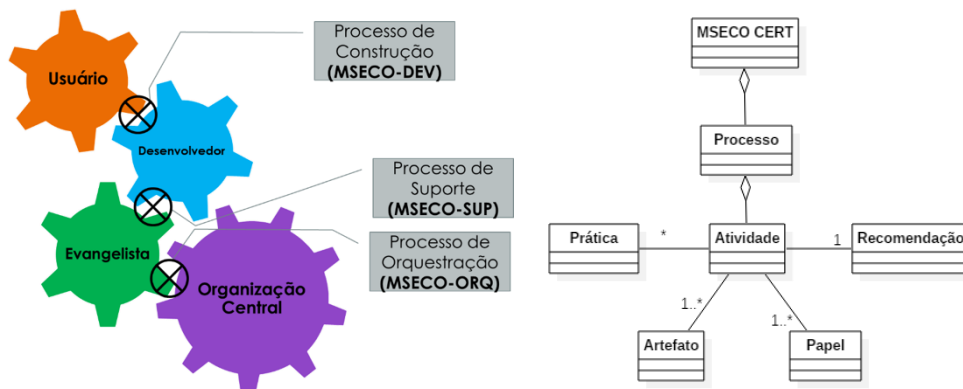 Usuário
Desenvolvedor
Evangelista
Organização
Central
Processo de
Construção
(MSECO-DEV)
Processo de
Suporte
(MSECO-SUP)
Processo de
Orquestração
(MSECO-ORQ)
MSECO CERT
Processo
Prática
*
Atividade
1
Recomendação
1..*
1..*
Artefato
Papel